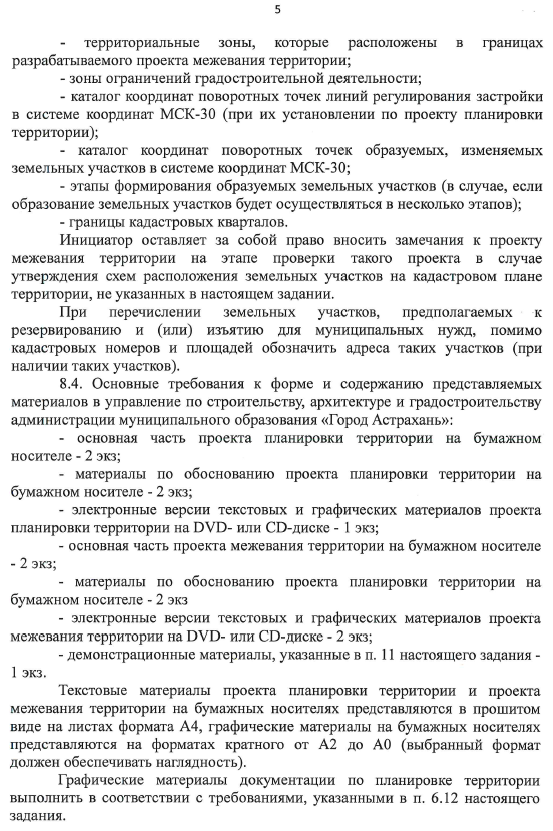 5
- территориальные зоны, которые расположены в границах
разрабатываемого проекта межевания территории;
- зоны ограничений градостроительной деятельности;
- каталог координат поворотных точек линий регулирования застройки
в системе координат МСК-30 (при их установлении по проекту планировки
территории);
- каталог координат поворотных точек образуемых, изменяемых
земельных участков в системе координат МСК-30;
- этапы формирования образуемых земельных участков (в случае, если
образование земельных участков будет осуществляться в несколько этапов);
- границы кадастровых кварталов.
Инициатор оставляет за собой право вносить замечания к проекту
межевания территории на этапе проверки такого проекта в случае
утверждения схем расположения земельных участков на кадастровом плане
территории, не указанных в настоящем задании.
При перечислении земельных участков, предполагаемых к
резервированию и (или) изъятию для муниципальных нужд, помимо
кадастровых номеров и площадей обозначить адреса таких участков (при
наличии таких участков).
8.4. Основные требования к форме и содержанию представляемых
материалов в управление по строительству, архитектуре и градостроительству
администрации муниципального образования «Город Астрахань»:
- основная часть проекта планировки территории на бумажном
носителе - 2 экз;
- материалы по обоснованию проекта планировки территории на
бумажном носителе - 2 экз;
- электронные версии текстовых и графических материалов проекта
планировки территории на DVD- или CD-диске - 1 экз;
- основная часть проекта межевания территории на бумажном носителе
- 2 экз;
- материалы по обоснованию проекта планировки территории на
бумажном носителе - 2 экз
- электронные версии текстовых и графических материалов проекта
межевания территории на DVD- или CD-диске - 2 экз;
- демонстрационные материалы, указанные в п. 11 настоящего задания -
1 экз.
Текстовые материалы проекта планировки территории и проекта
межевания территории на бумажных носителях представляются в прошитом
виде на листах формата А4, графические материалы на бумажных носителях
представляются на форматах кратного от А2 до А0 (выбранный формат
должен обеспечивать наглядность).
Графические материалы документации по планировке территории
выполнить в соответствии с требованиями, указанными в п. 6.12 настоящего
задания.